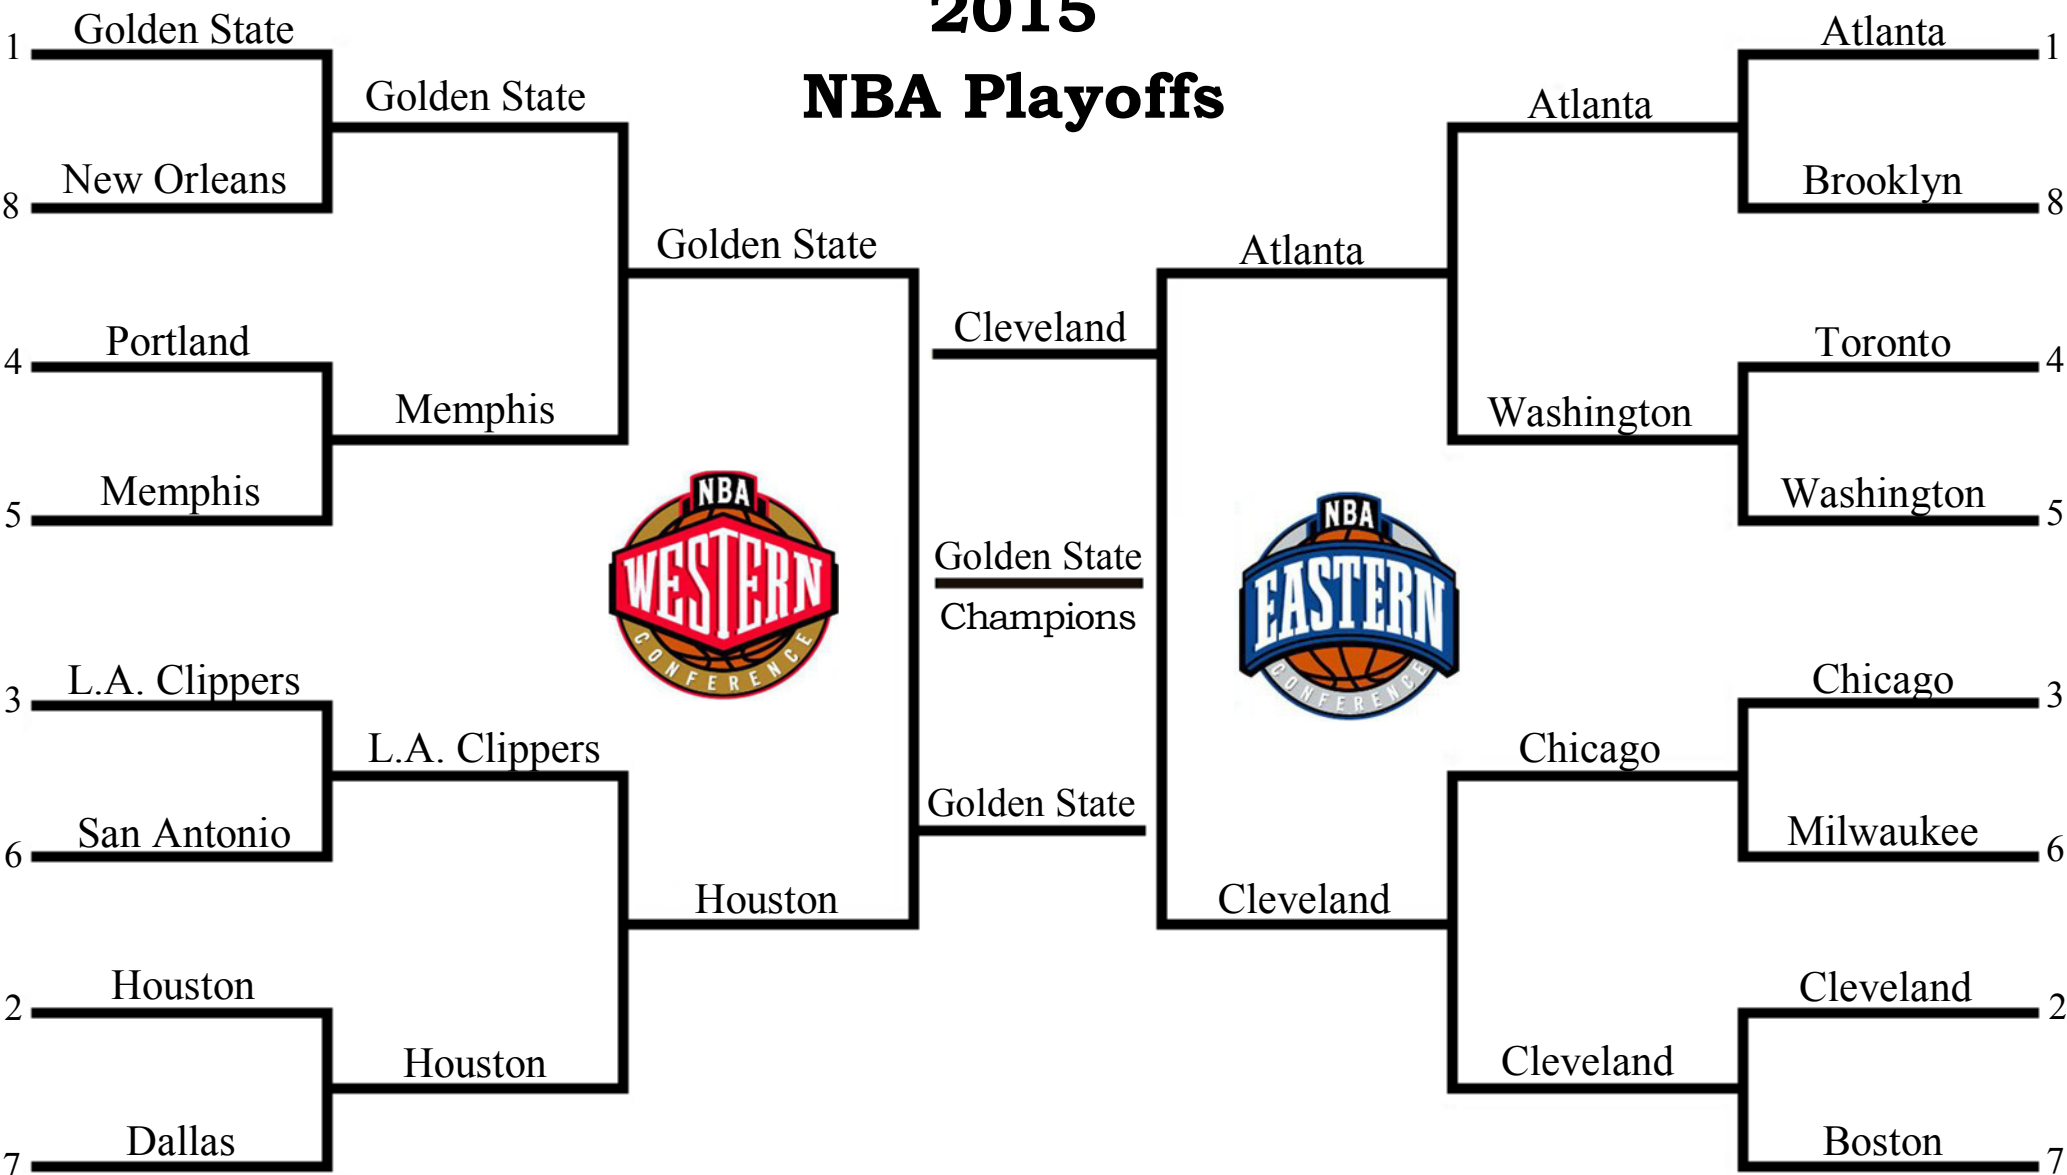 2015
NBA Playoffs
1 Golden State
8 New Orleans
4 Portland
5 Memphis
3 L.A. Clippers
6 San Antonio
2 Houston
7 Dallas
Golden State
Memphis
L.A. Clippers
Houston
Golden State
Houston
NBA
WESTERN
CONFERENCE
Cleveland
Golden State
Champions
Golden State
NBA
EASTERN
CONFERENCE
Atlanta
Cleveland
Atlanta
Washington
Chicago
Cleveland
Atlanta 1
Brooklyn 8
Toronto 4
Washington 5
Chicago 3
Milwaukee 6
Cleveland 2
Boston 7